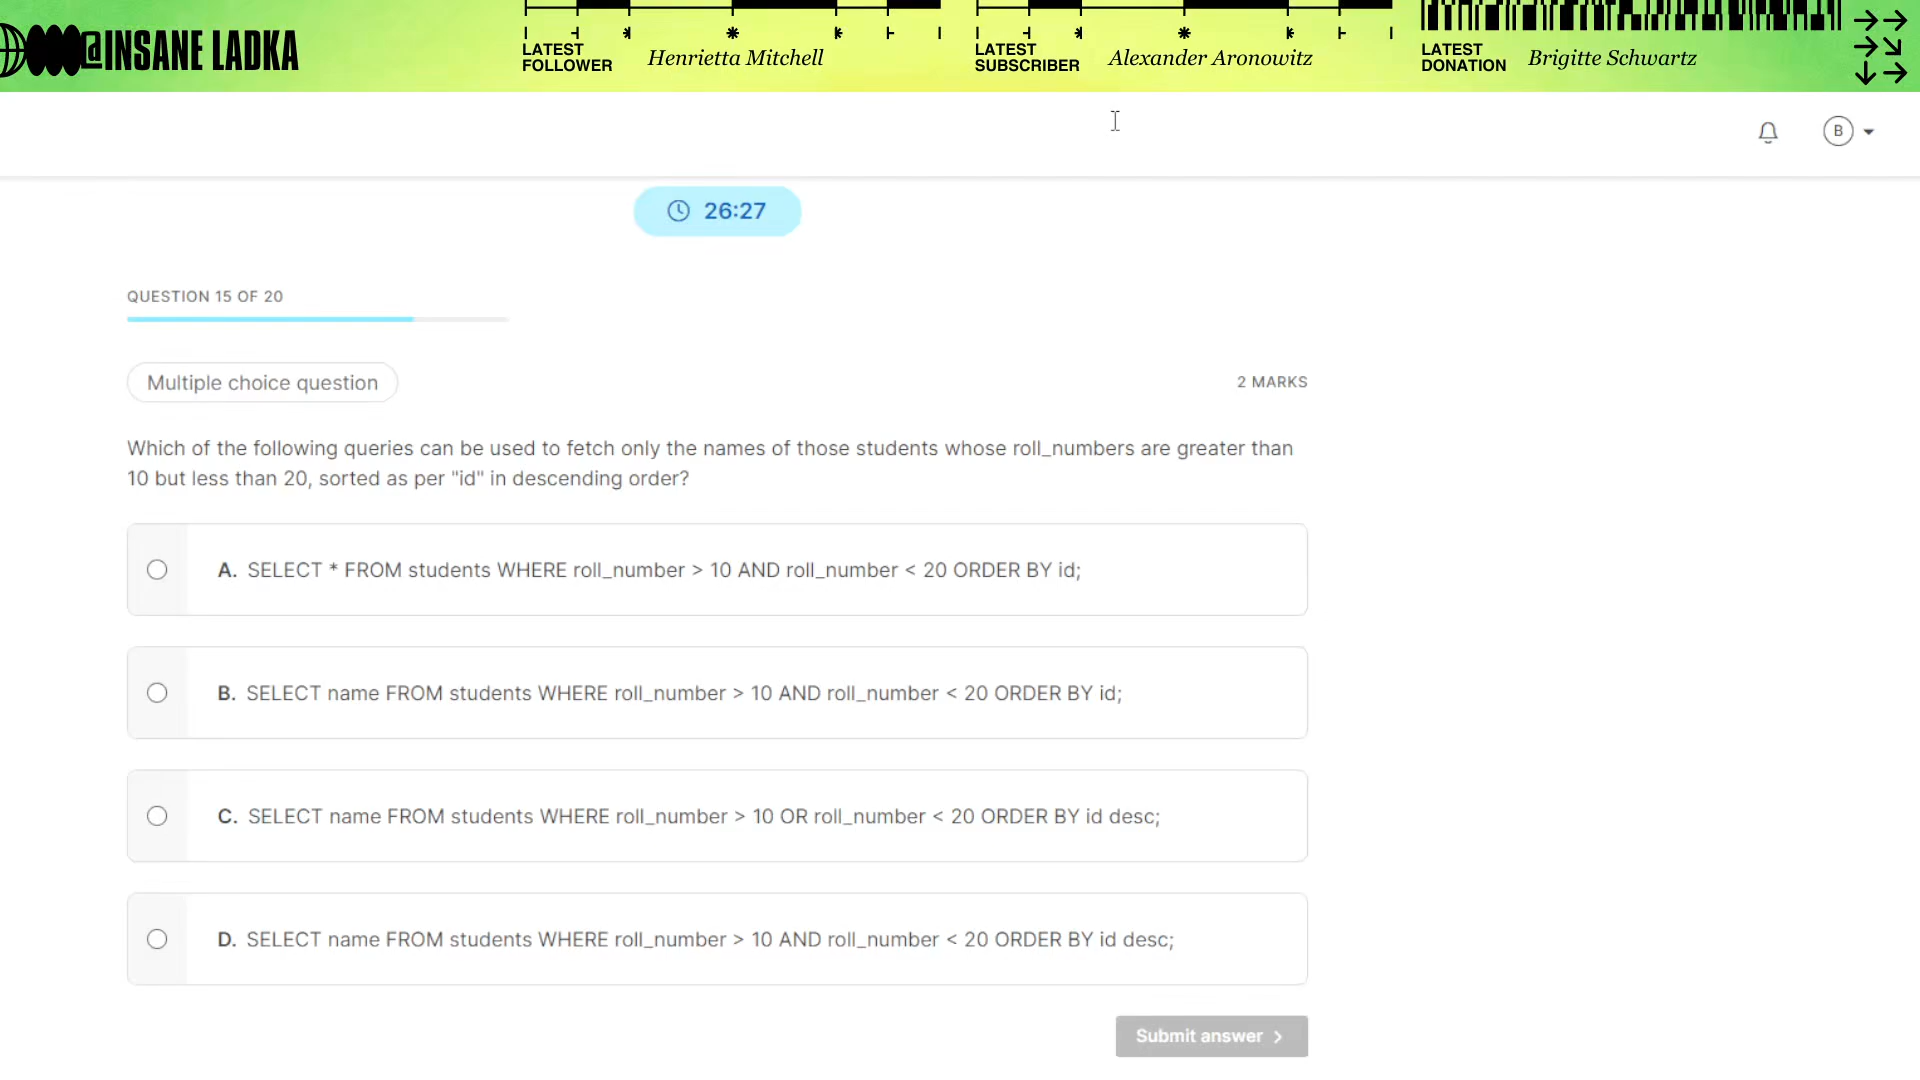 @INSANE LADKA
LATEST FOLLOWER Henrietta Mitchell
LATEST SUBSCRIBER Alexander Aronowitz
LATEST DONATION Brigitte Schwartz
B
26:27
QUESTION 15 OF 20
Multiple choice question
2 MARKS
Which of the following queries can be used to fetch only the names of those students whose roll_numbers are greater than
10 but less than 20, sorted as per "id" in descending order?
A. SELECT * FROM students WHERE roll_number > 10 AND roll_number < 20 ORDER BY id;
B. SELECT name FROM students WHERE roll_number > 10 AND roll_number < 20 ORDER BY id;
C. SELECT name FROM students WHERE roll_number > 10 OR roll_number < 20 ORDER BY id desc;
D. SELECT name FROM students WHERE roll_number > 10 AND roll_number < 20 ORDER BY id desc;
Submit answer